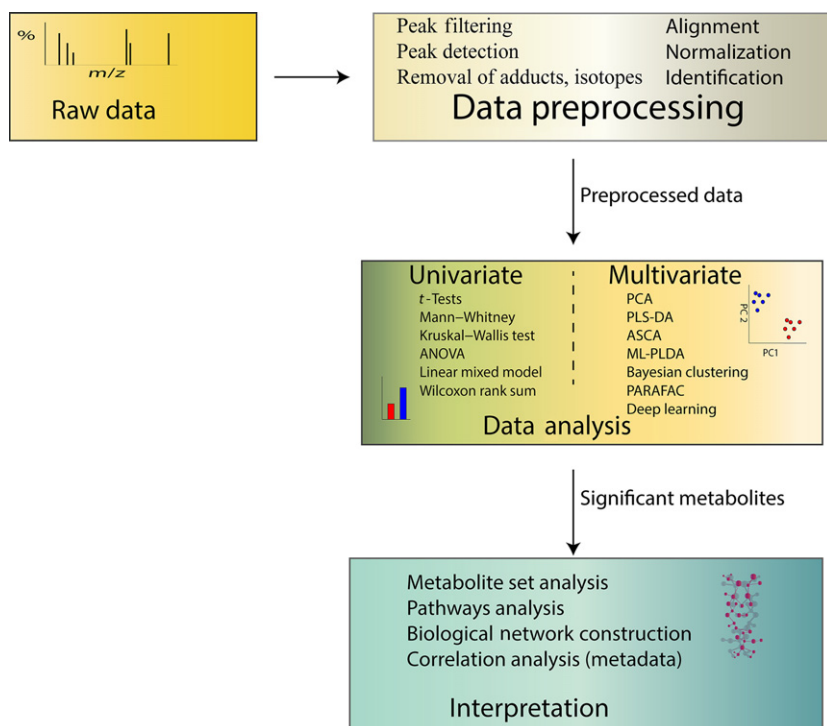 %
m/z
Raw data
Peak filtering
Peak detection
Removal of adducts, isotopes
Alignment
Normalization
Identification
Data preprocessing
Preprocessed data
Univariate
t-Tests
Mann–Whitney
Kruskal–Wallis test
ANOVA
Linear mixed model
Wilcoxon rank sum
Multivariate
PCA
PLS-DA
ASCA
ML-PLDA
Bayesian clustering
PARAFAC
Deep learning
PC 2
PC1
Data analysis
Significant metabolites
Metabolite set analysis
Pathways analysis
Biological network construction
Correlation analysis (metadata)
Interpretation